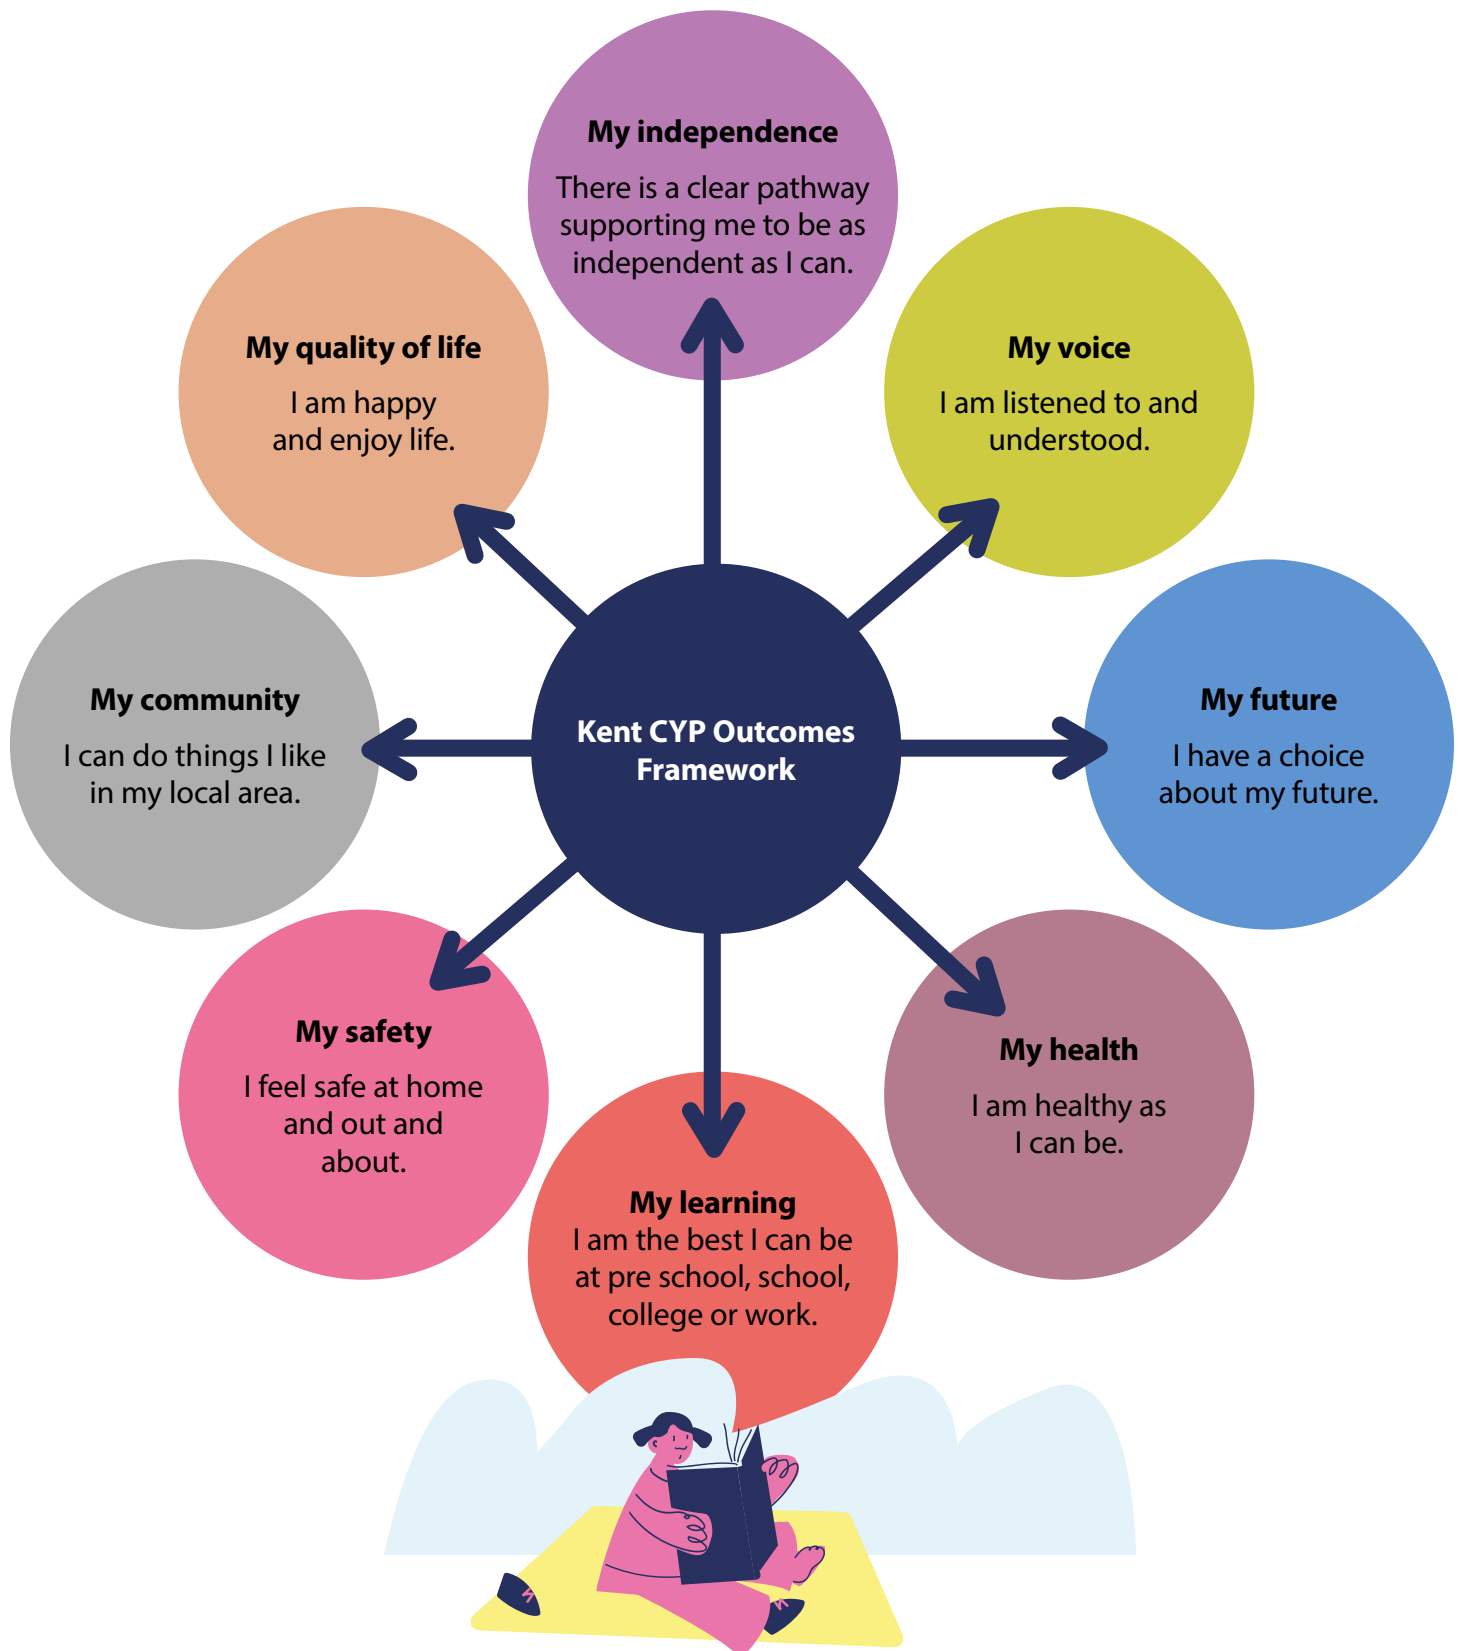 My independence
There is a clear pathway
supporting me to be as
independent as I can.
My quality of life
I am happy
and enjoy life.
My voice
I am listened to and
understood.
My community
I can do things I like
in my local area.
Kent CYP Outcomes
Framework
My future
I have a choice
about my future.
My safety
I feel safe at home
and out and
about.
My health
I am healthy as
I can be.
My learning
I am the best I can be
at pre school, school,
college or work.